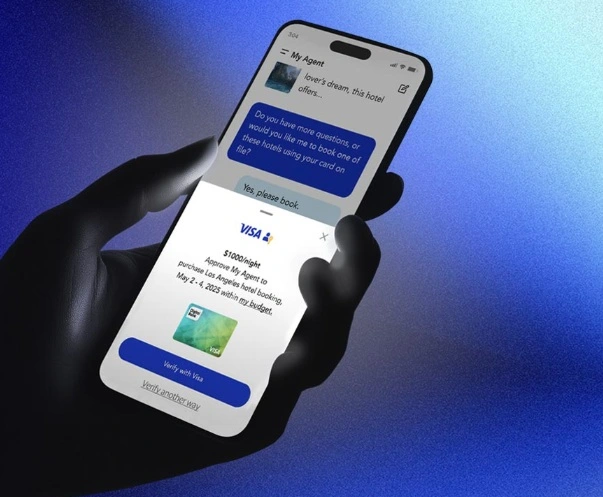 5:04
My Agent
lover's dream, this hotel
offers...
Do you have more questions, or
would you like me to book one of
these hotels using your card on
file?
Yes, please book.
VISA
$1000/night
Approve My Agent to
purchase Los Angeles hotel booking,
May 2 - 4, 2025 within my budget.
VISA
Verify with Visa
Verify another way